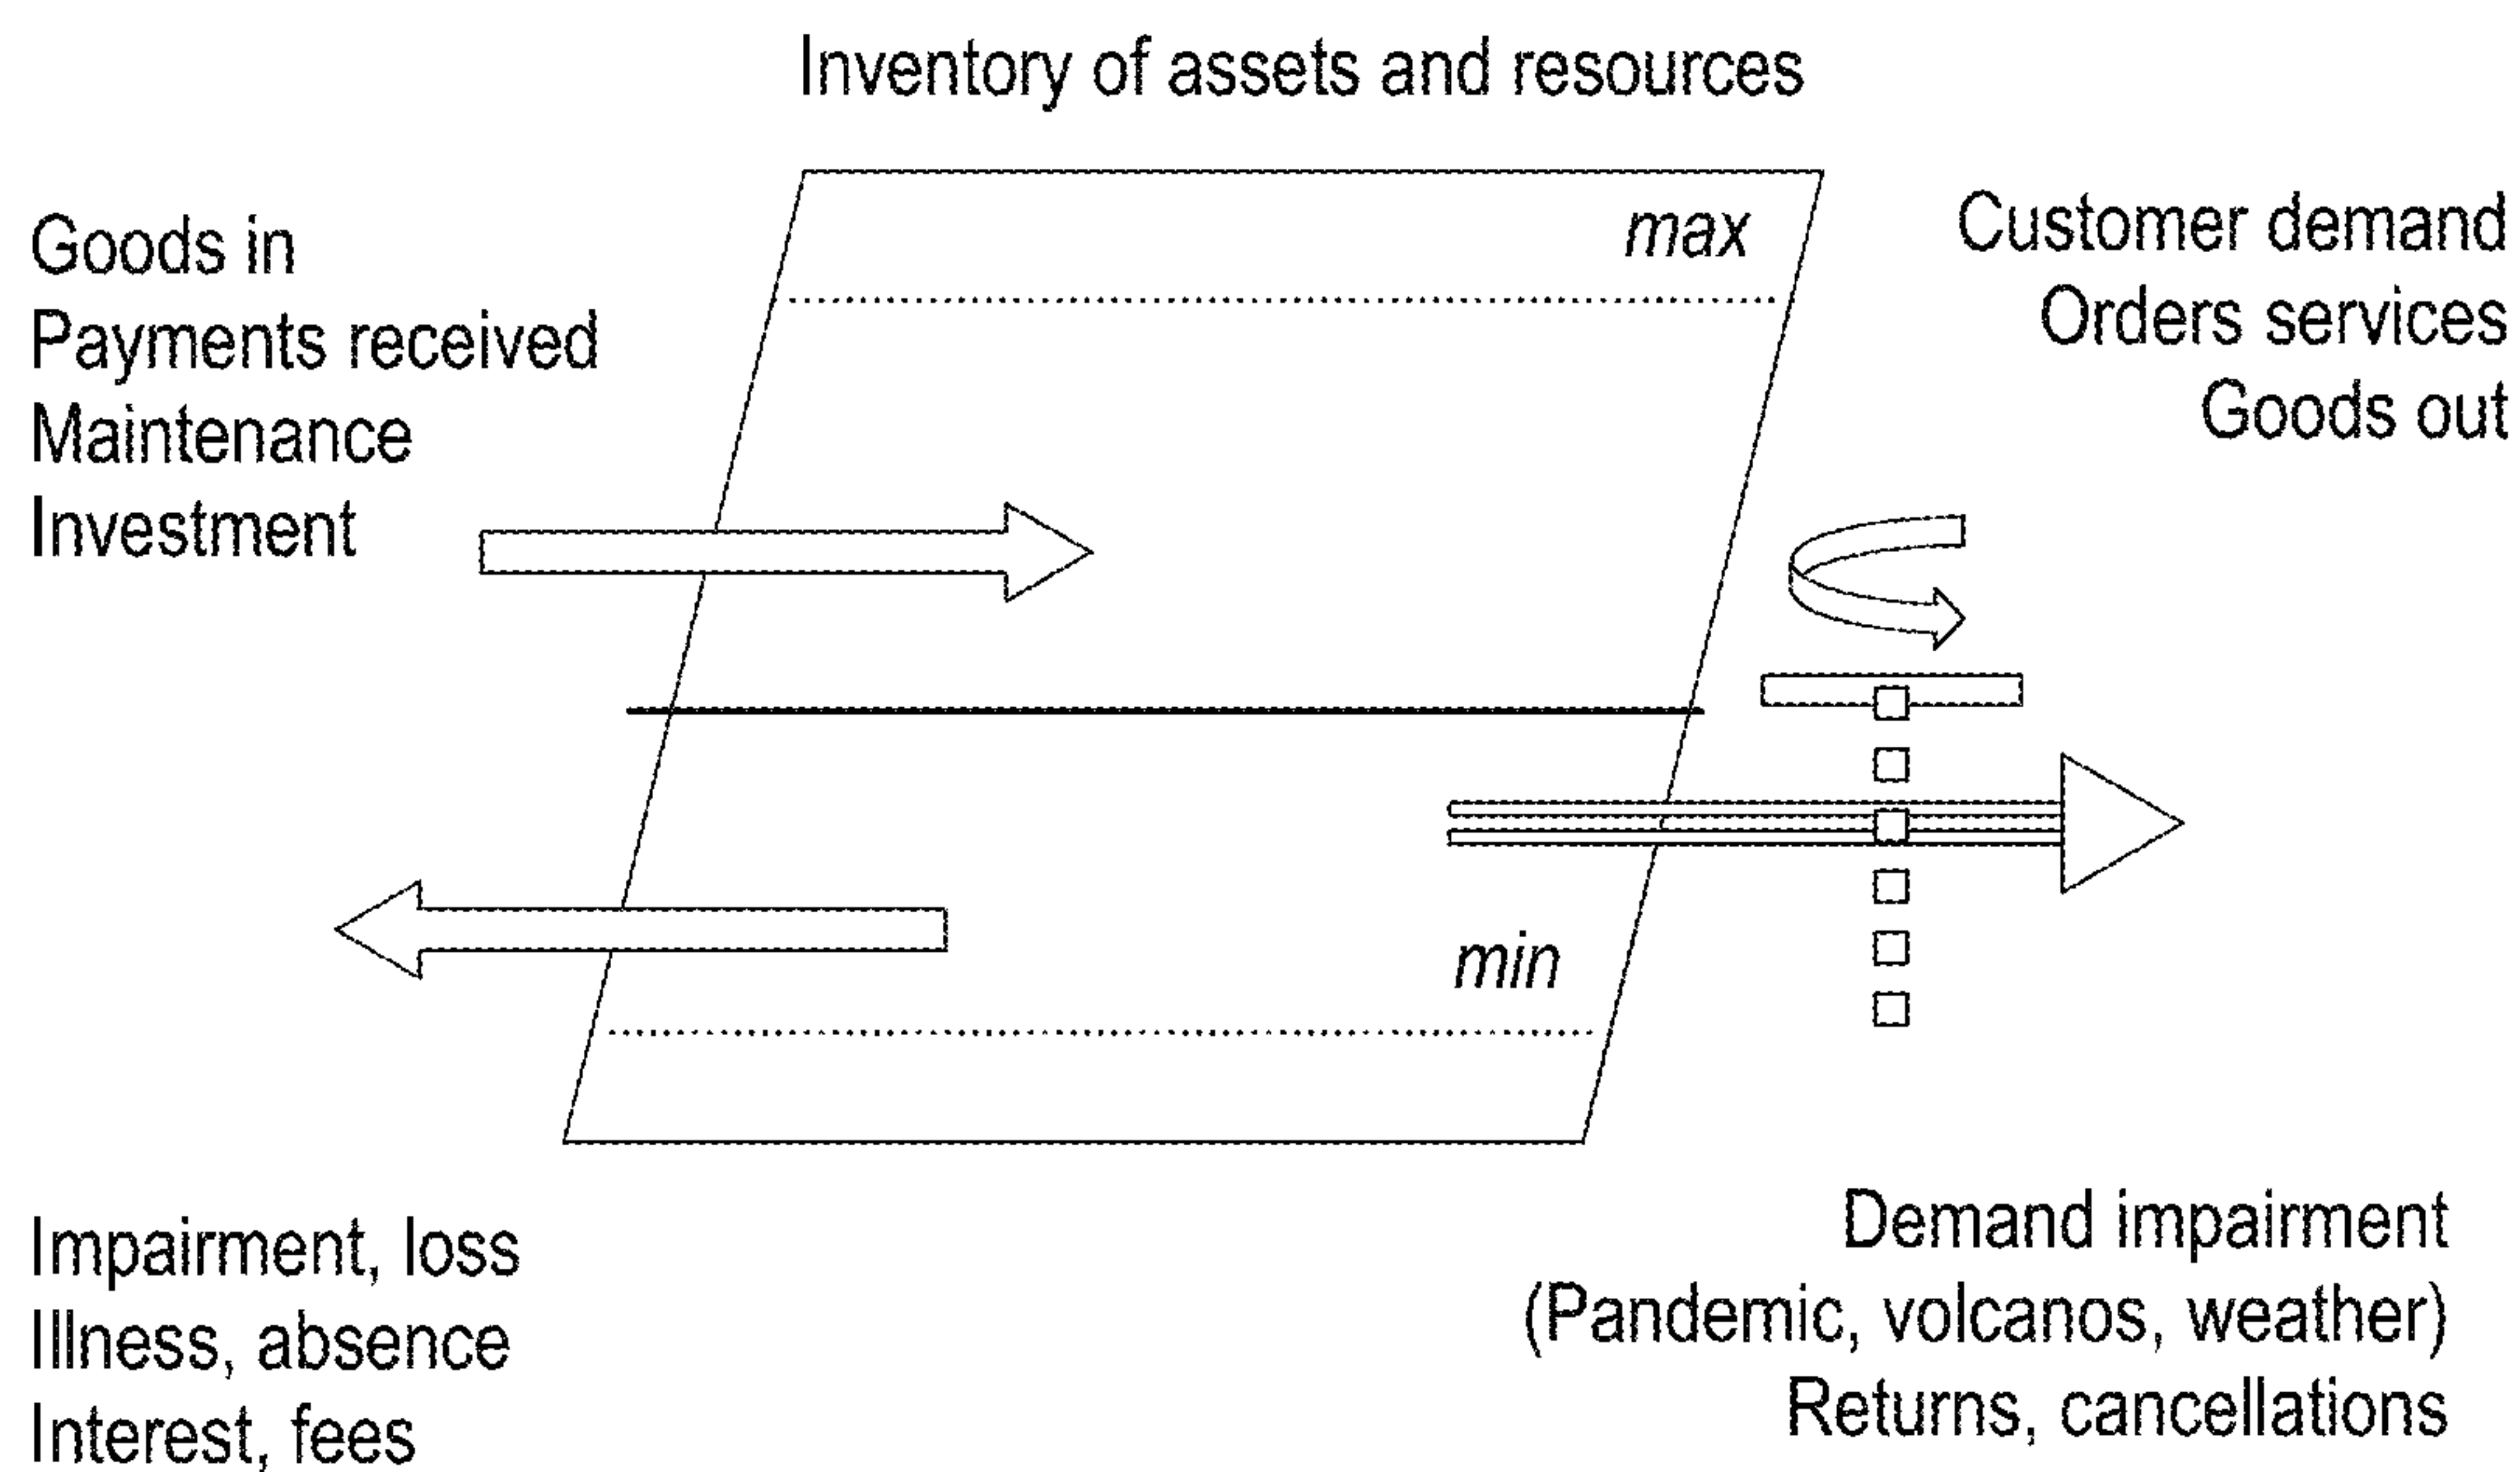 Inventory of assets and resources
Goods in
Payments received
Maintenance
Investment
max
Customer demand
Orders services
Goods out
min
Impairment, loss
Illness, absence
Interest, fees
Demand impairment
(Pandemic, volcanos, weather)
Returns, cancellations